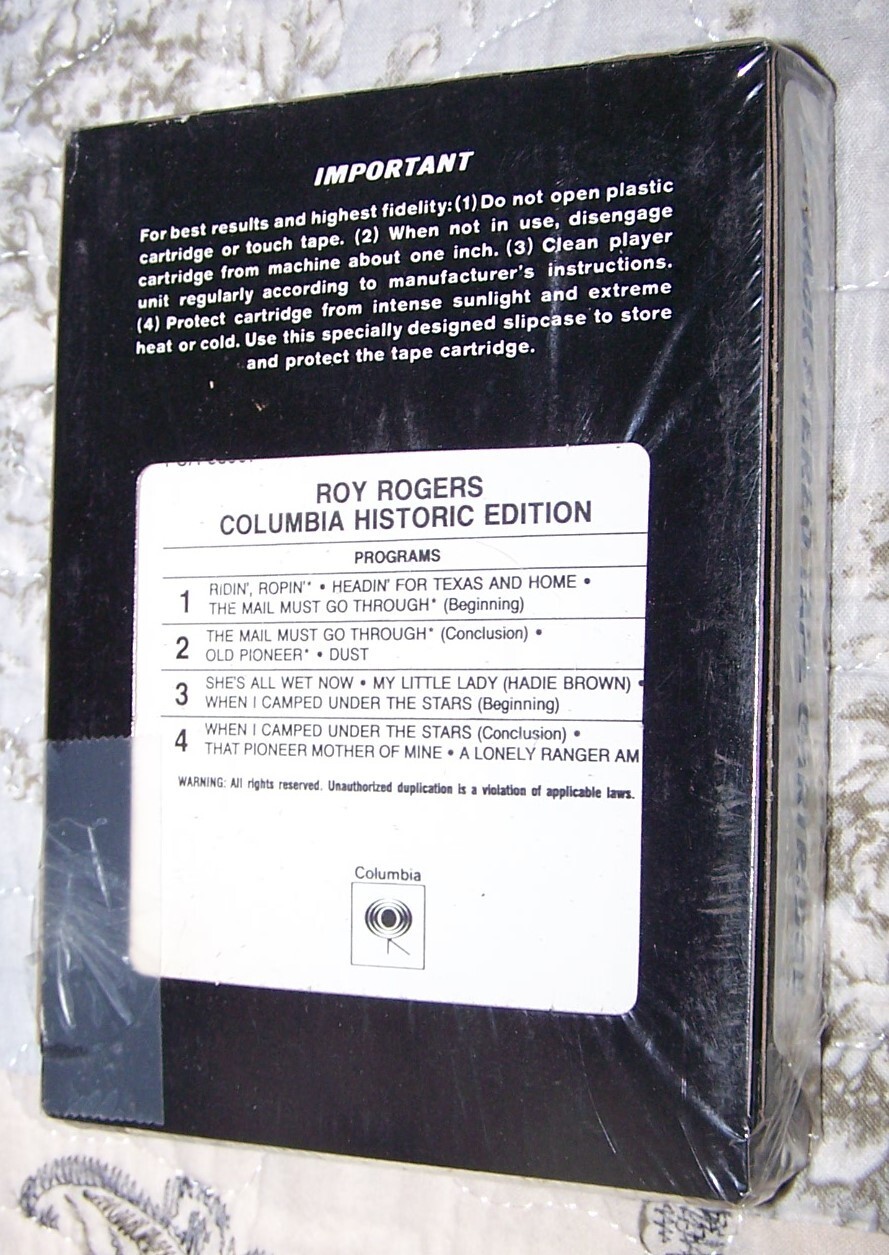 IMPORTANT
For best results and highest fidelity: (1) Do not open plastic
cartridge or touch tape. (2) When not in use, disengage
cartridge from machine about one inch. (3) Clean player
unit regularly according to manufacturer's instructions.
(4) Protect cartridge from intense sunlight and extreme
heat or cold. Use this specially designed slipcase to store
and protect the tape cartridge.
ROY ROGERS
COLUMBIA HISTORIC EDITION
PROGRAMS
1 RIDIN', ROPIN'* • HEADIN' FOR TEXAS AND HOME •
THE MAIL MUST GO THROUGH* (Beginning)
2 THE MAIL MUST GO THROUGH* (Conclusion) •
OLD PIONEER* • DUST
3 SHE'S ALL WET NOW • MY LITTLE LADY (HADIE BROWN) •
WHEN I CAMPED UNDER THE STARS (Beginning)
4 WHEN I CAMPED UNDER THE STARS (Conclusion) •
THAT PIONEER MOTHER OF MINE • A LONELY RANGER AM
WARNING: All rights reserved. Unauthorized duplication is a violation of applicable laws.
Columbia